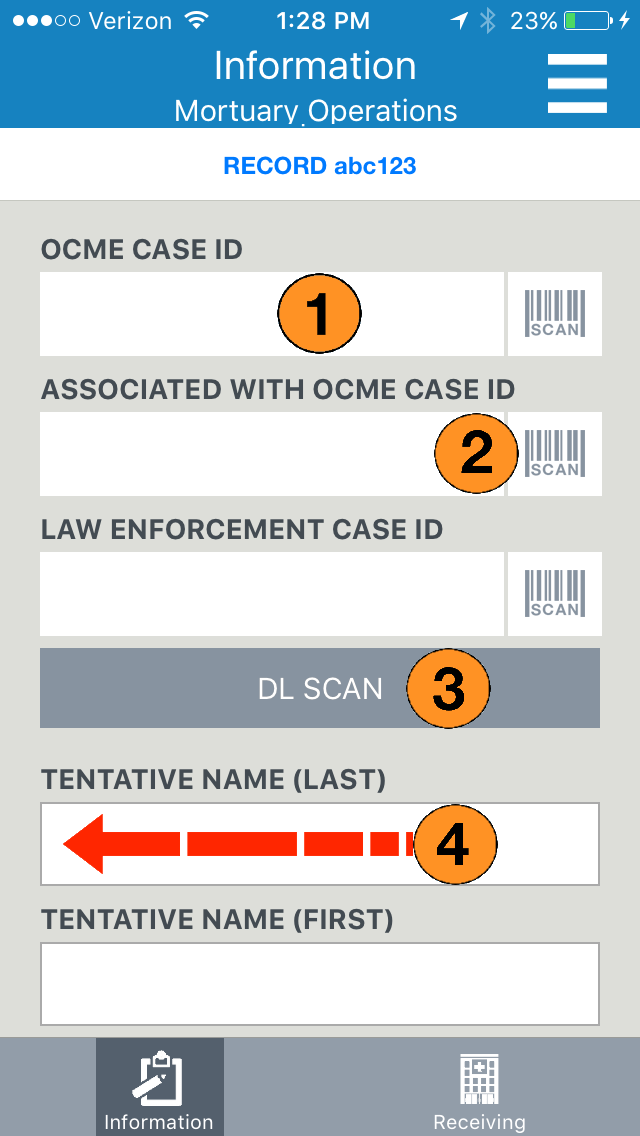 Verizon 1:28 PM 23%
Information
Mortuary Operations
RECORD abc123
OCME CASE ID
1 SCAN
ASSOCIATED WITH OCME CASE ID
2 SCAN
LAW ENFORCEMENT CASE ID
SCAN
DL SCAN 3
TENTATIVE NAME (LAST)
4
TENTATIVE NAME (FIRST)
Information Receiving